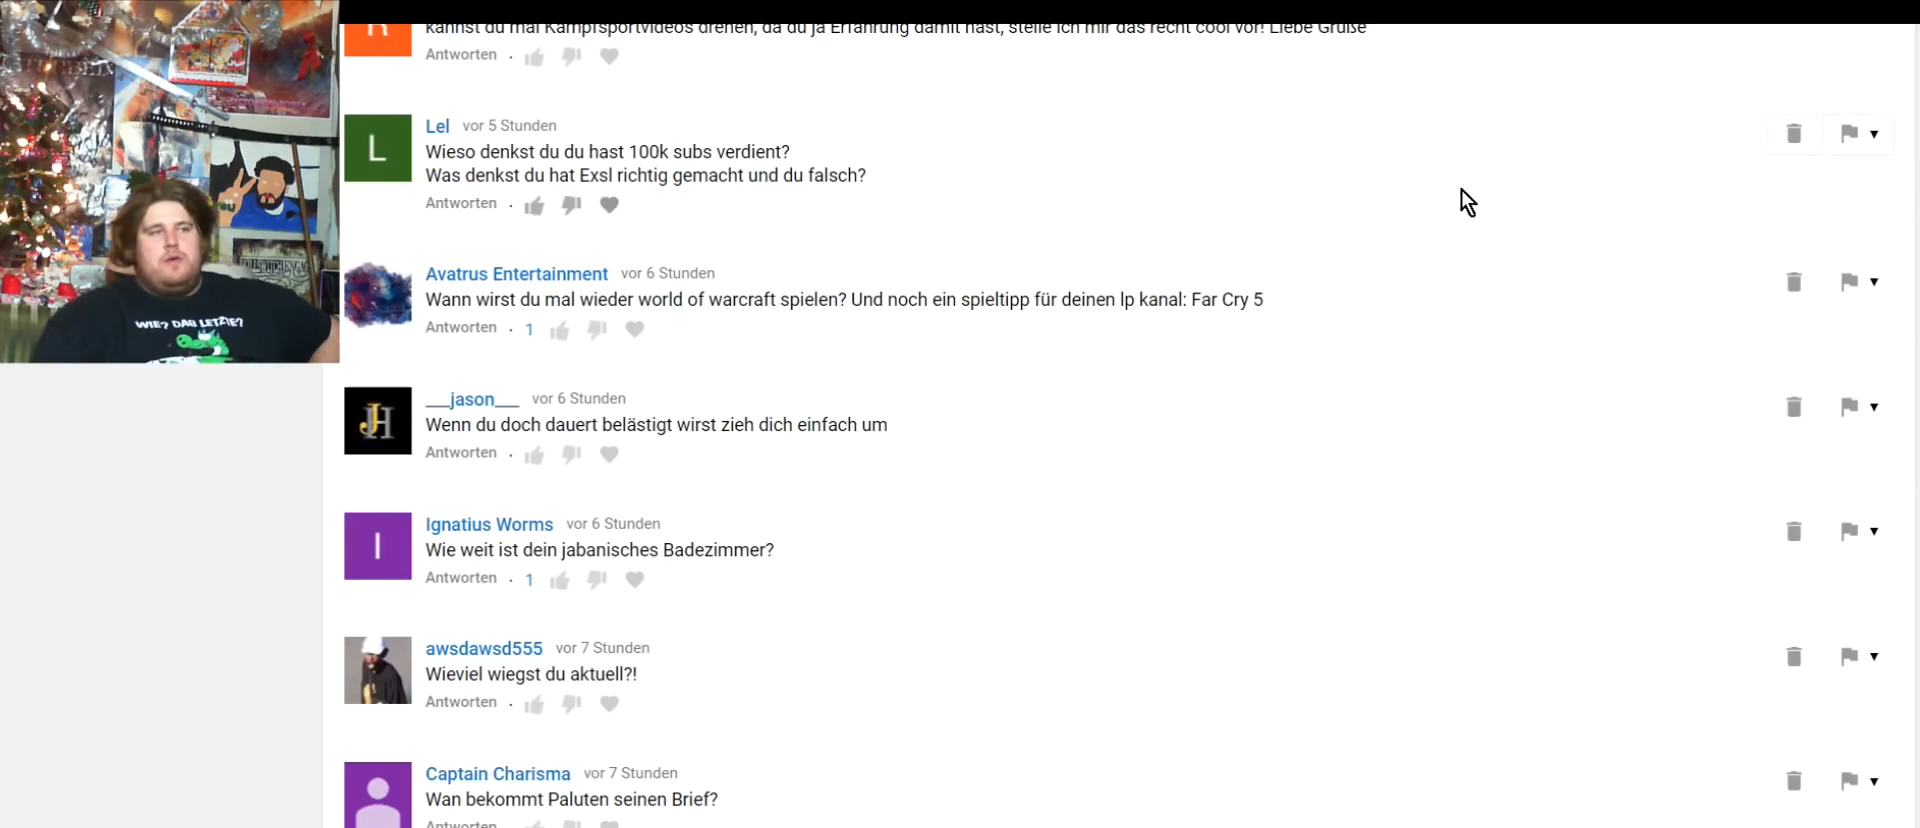 kannst du mal Kampfsportvideos drehen, da du ja Erfahrung damit hast, stelle ich mir das recht cool vor! Liebe Grüße
Antworten
L
Lel vor 5 Stunden
Wieso denkst du du hast 100k subs verdient?
Was denkst du hat Exsl richtig gemacht und du falsch?
Antworten
Avatrus Entertainment vor 6 Stunden
Wann wirst du mal wieder world of warcraft spielen? Und noch ein spieltipp für deinen lp kanal: Far Cry 5
Antworten · 1
WIE? DAS LETZTE?
JH
___jason___ vor 6 Stunden
Wenn du doch dauert belästigt wirst zieh dich einfach um
Antworten
I
Ignatius Worms vor 6 Stunden
Wie weit ist dein jabanisches Badezimmer?
Antworten · 1
awsdawsd555 vor 7 Stunden
Wieviel wiegst du aktuell?!
Antworten
Captain Charisma vor 7 Stunden
Wan bekommt Paluten seinen Brief?
Antworten